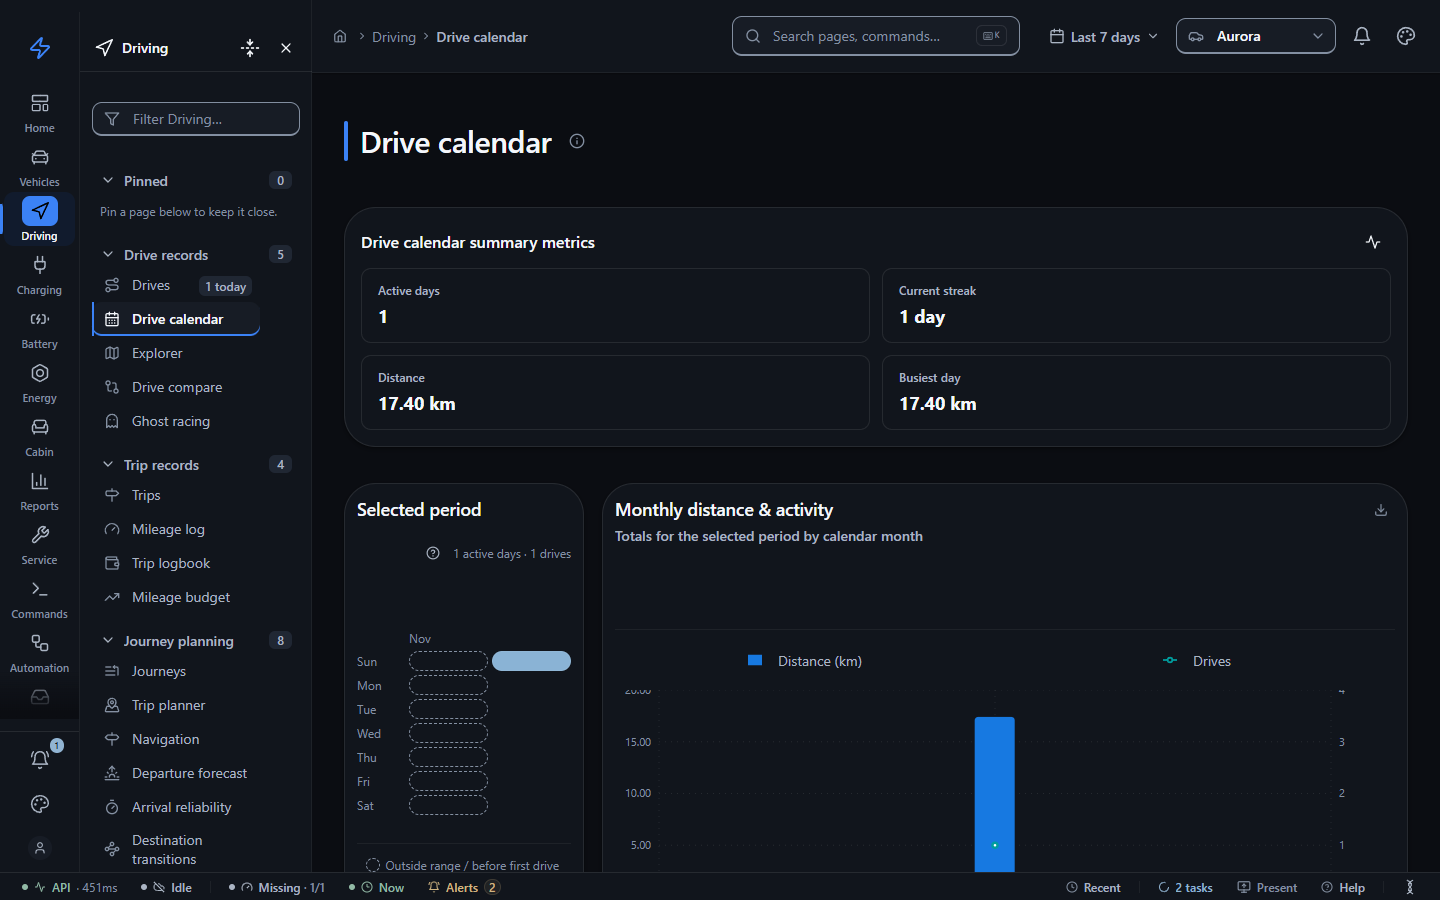 Driving
Driving
Drive calendar
Search pages, commands...
K
Last 7 days
Aurora
Home
Vehicles
Driving
Charging
Battery
Energy
Cabin
Reports
Service
Commands
Automation
1
Filter Driving...
Pinned
0
Pin a page below to keep it close.
Drive records
5
Drives
1 today
Drive calendar
Explorer
Drive compare
Ghost racing
Trip records
4
Trips
Mileage log
Trip logbook
Mileage budget
Journey planning
8
Journeys
Trip planner
Navigation
Departure forecast
Arrival reliability
Destination
transitions
Drive calendar
Drive calendar summary metrics
Active days
1
Current streak
1 day
Distance
17.40 km
Busiest day
17.40 km
Selected period
1 active days · 1 drives
Nov
Sun
Mon
Tue
Wed
Thu
Fri
Sat
Outside range / before first drive
Monthly distance & activity
Totals for the selected period by calendar month
Distance (km)
Drives
20.00
4
15.00
3
10.00
2
5.00
1
API · 451ms
Idle
Missing · 1/1
Now
Alerts 2
Recent
2 tasks
Present
Help